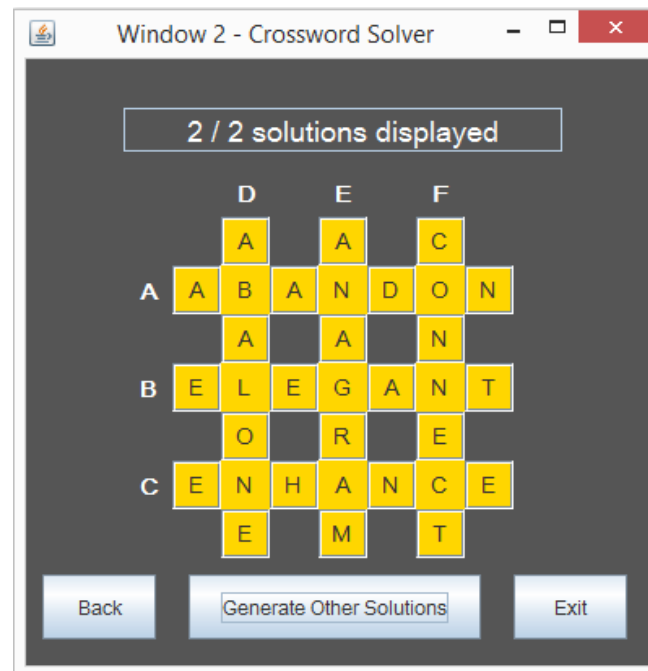 Window 2 - Crossword Solver
2 / 2 solutions displayed
D E F
A A C
A A B A N D O N
A A N
B E L E G A N T
O R E
C E N H A N C E
E M T
Back Generate Other Solutions Exit